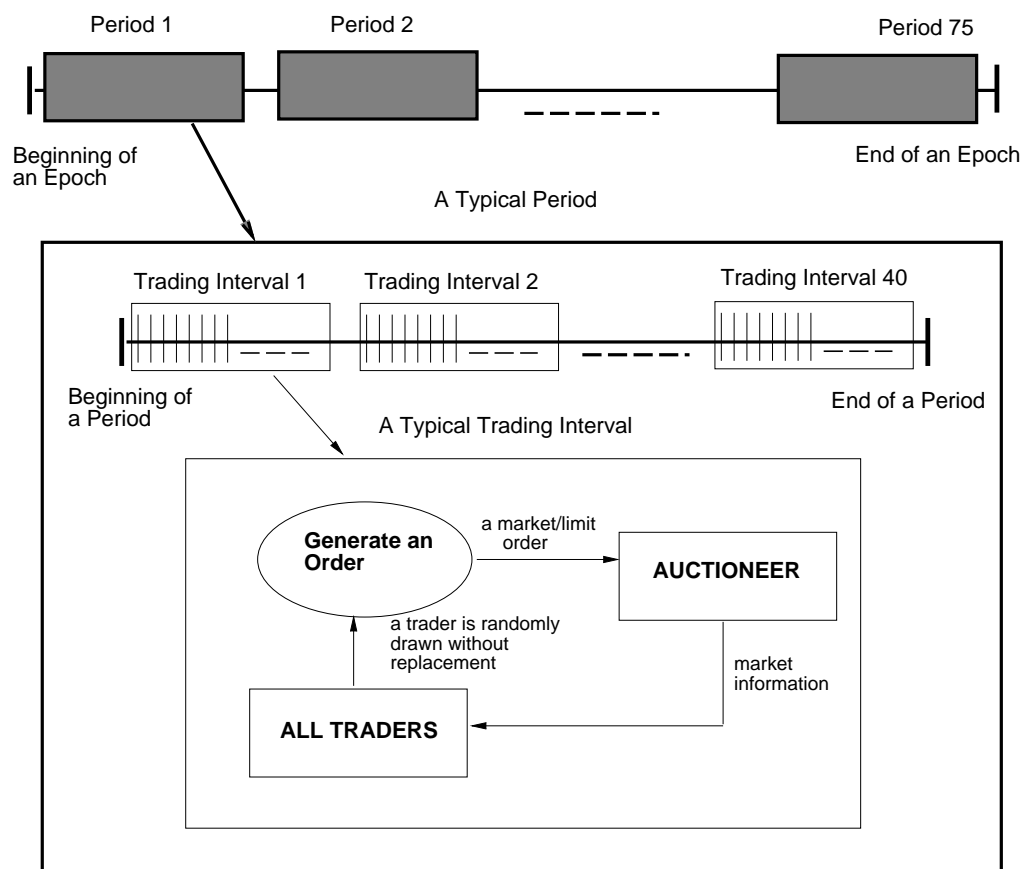 Period 1
Period 2
Period 75
Beginning of
an Epoch
End of an Epoch
A Typical Period
Trading Interval 1
Trading Interval 2
Trading Interval 40
Beginning of
a Period
End of a Period
A Typical Trading Interval
Generate an
Order
a market/limit
order
AUCTIONEER
a trader is randomly
drawn without
replacement
market
information
ALL TRADERS